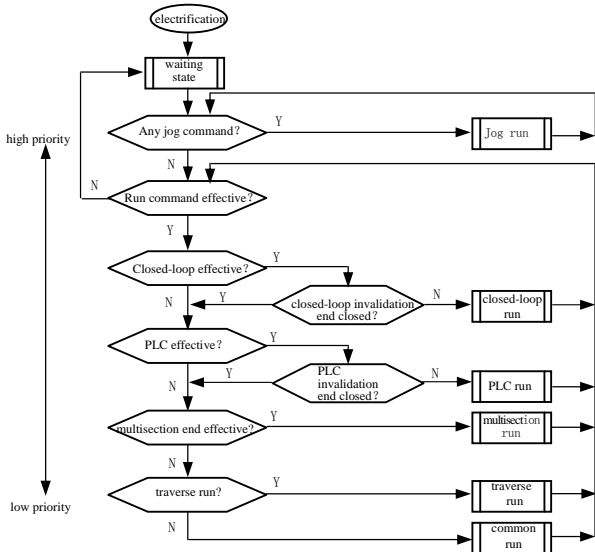 electrification
waiting
state
Any jog command?
Y
Jog run
high priority
N
N
Run command effective?
Y
Closed-loop effective?
Y
N
Y
closed-loop invalidation
end closed?
N
closed-loop
run
PLC effective?
Y
N
Y
PLC
invalidation
end closed?
N
PLC run
multisection end effective?
Y
multisection
run
N
traverse run?
Y
traverse
run
low priority
N
common
run